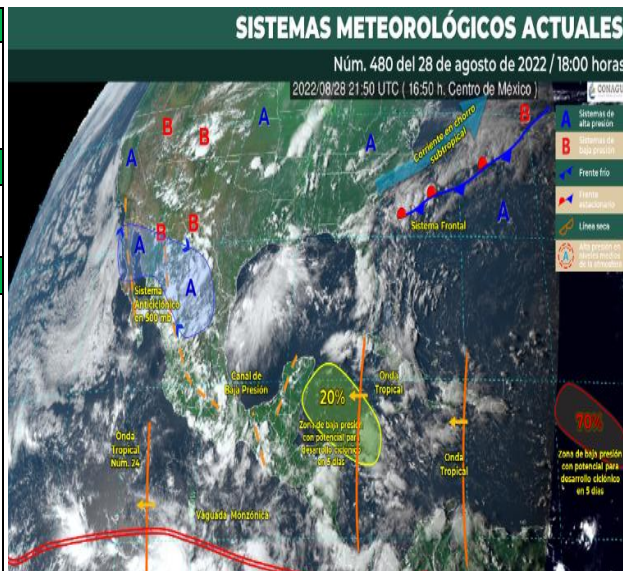 SISTEMAS METEOROLÓGICOS ACTUALES
Núm. 480 del 28 de agosto de 2022 / 18:00 horas
2022/08/28 21:50 UTC ( 16:50 h. Centro de México )
CONAGUA
A
Sistemas de
alta presión
B
Sistemas de
baja presión
Frente frío
Frente
estacionario
Línea seca
A
Alta presión en
niveles medios
de la atmósfera
B
B
A
A
A
B
Corriente en chorro
subtropical
A
Sistema Frontal
B
B
A
A
Sistema
Anticiclónico
en 500 mb
Canal de
Baja Presión
20%
Zona de baja presión
con potencial para
desarrollo ciclónico
en 5 días
Onda
Tropical
Onda
Tropical
70%
Zona de baja presión
con potencial para
desarrollo ciclónico
en 5 días
Onda
Tropical
Núm. 24
Vaguada Monzónica